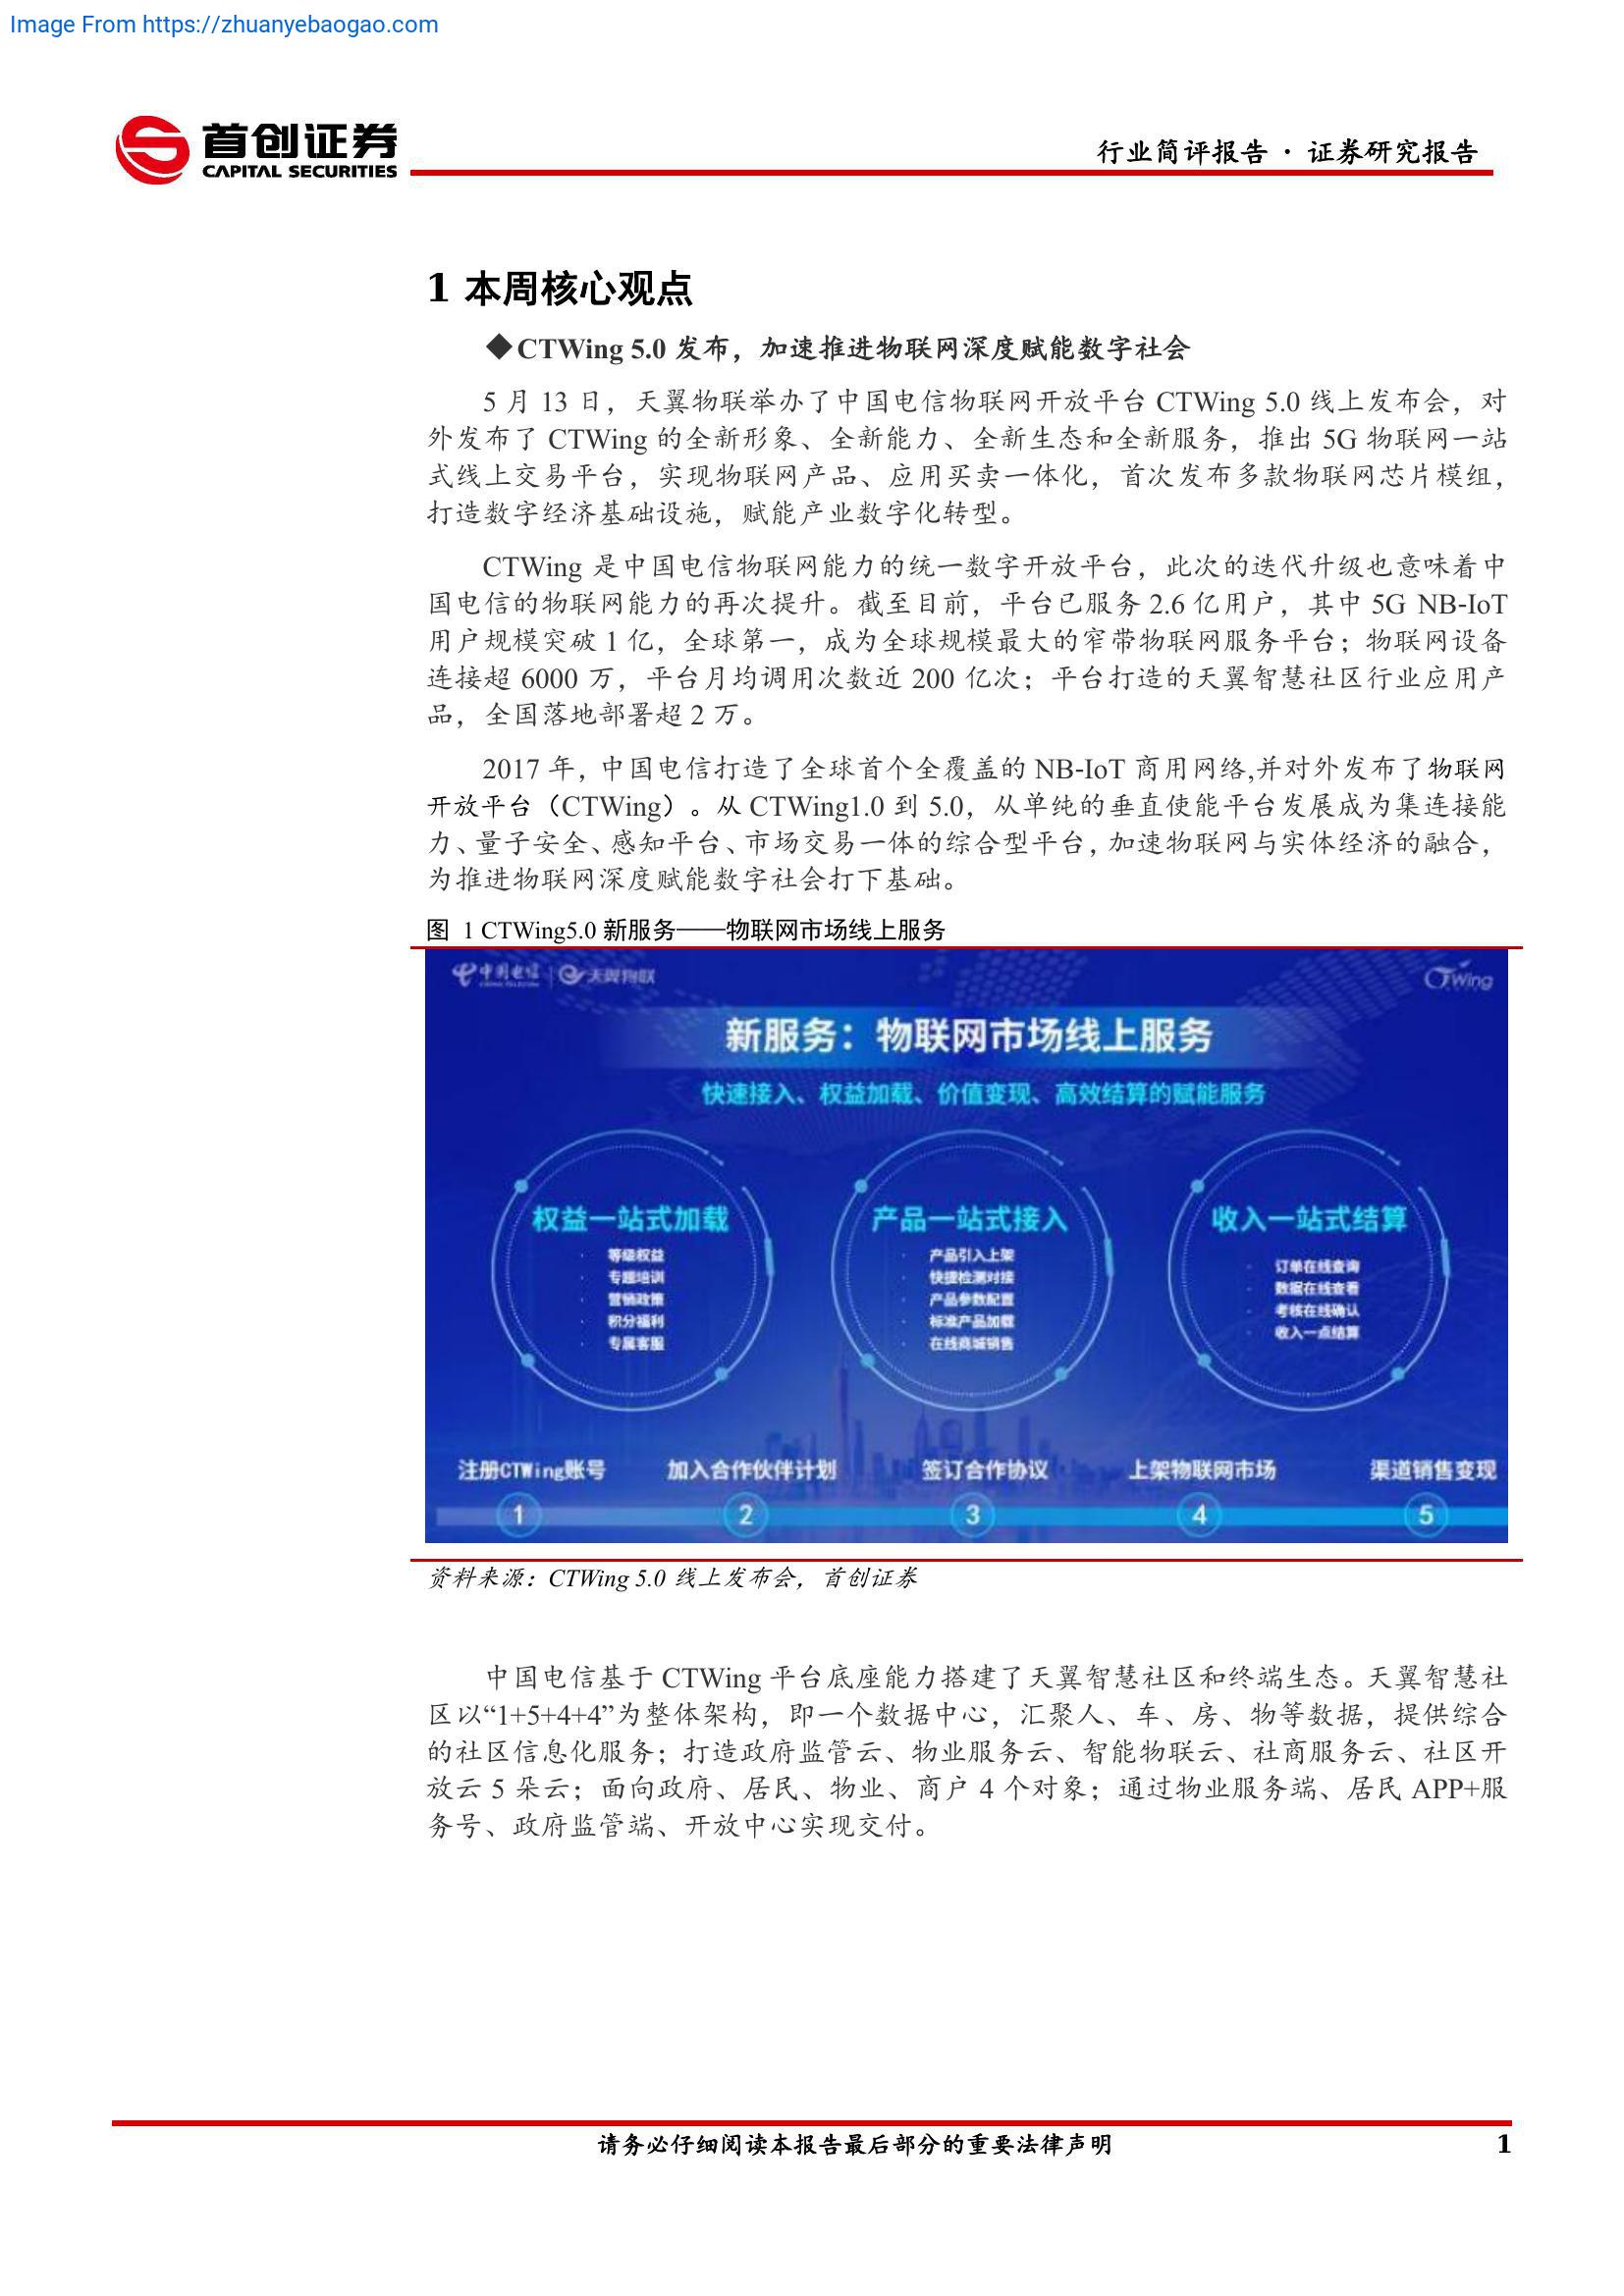 Image From https://zhuanyebaogao.com
首创证券
CAPITAL SECURITIES
行业简评报告 · 证券研究报告
1 本周核心观点
◆CTWing 5.0 发布，加速推进物联网深度赋能数字社会
5 月 13 日，天翼物联举办了中国电信物联网开放平台 CTWing 5.0 线上发布会，对
外发布了 CTWing 的全新形象、全新能力、全新生态和全新服务，推出 5G 物联网一站
式线上交易平台，实现物联网产品、应用买卖一体化，首次发布多款物联网芯片模组，
打造数字经济基础设施，赋能产业数字化转型。
CTWing 是中国电信物联网能力的统一数字开放平台，此次的迭代升级也意味着中
国电信的物联网能力的再次提升。截至目前，平台已服务 2.6 亿用户，其中 5G NB-IoT
用户规模突破 1 亿，全球第一，成为全球规模最大的窄带物联网服务平台；物联网设备
连接超 6000 万，平台月均调用次数近 200 亿次；平台打造的天翼智慧社区行业应用产
品，全国落地部署超 2 万。
2017 年，中国电信打造了全球首个全覆盖的 NB-IoT 商用网络,并对外发布了物联网
开放平台（CTWing）。从 CTWing1.0 到 5.0，从单纯的垂直使能平台发展成为集连接能
力、量子安全、感知平台、市场交易一体的综合型平台，加速物联网与实体经济的融合，
为推进物联网深度赋能数字社会打下基础。
图 1 CTWing5.0 新服务——物联网市场线上服务
中国电信 天翼物联
CTWing
新服务：物联网市场线上服务
快速接入、权益加载、价值变现、高效结算的赋能服务
权益一站式加载
· 等级权益
· 专题培训
· 营销政策
· 积分福利
· 专属客服
产品一站式接入
· 产品引入上架
· 快捷检测对接
· 产品参数配置
· 标准产品加载
· 在线商城销售
收入一站式结算
· 订单在线查询
· 数据在线查看
· 考核在线确认
· 收入一点结算
注册CTWing账号 加入合作伙伴计划 签订合作协议 上架物联网市场 渠道销售变现
1 2 3 4 5
资料来源：CTWing 5.0 线上发布会，首创证券
中国电信基于 CTWing 平台底座能力搭建了天翼智慧社区和终端生态。天翼智慧社
区以“1+5+4+4”为整体架构，即一个数据中心，汇聚人、车、房、物等数据，提供综合
的社区信息化服务；打造政府监管云、物业服务云、智能物联云、社商服务云、社区开
放云 5 朵云；面向政府、居民、物业、商户 4 个对象；通过物业服务端、居民 APP+服
务号、政府监管端、开放中心实现交付。
请务必仔细阅读本报告最后部分的重要法律声明
1